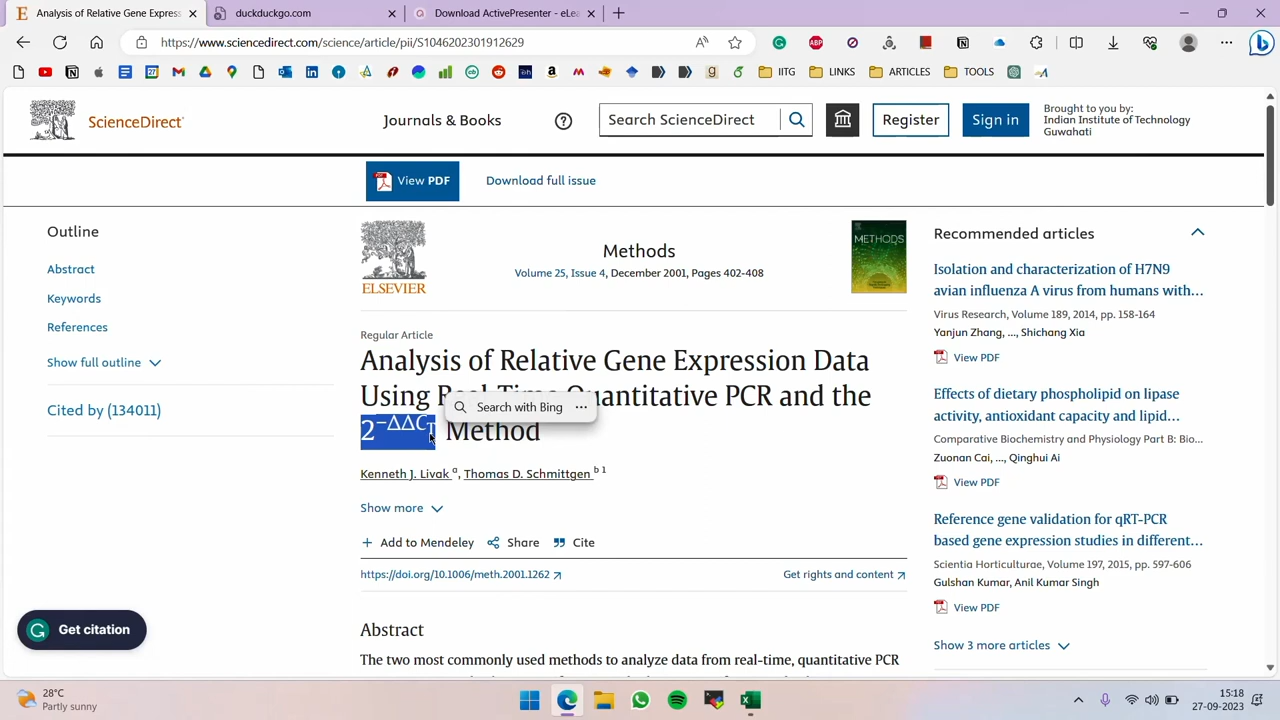 Analysis of Relative Gene Express
duckduckgo.com
Download ActivePresenter - eLea
https://www.sciencedirect.com/science/article/pii/S1046202301912629
IITG
LINKS
ARTICLES
TOOLS
ScienceDirect
Journals & Books
Search ScienceDirect
Register
Sign in
Brought to you by:
Indian Institute of Technology
Guwahati
View PDF
Download full issue
Outline
Abstract
Keywords
References
Show full outline
Cited by (134011)
ELSEVIER
Methods
Volume 25, Issue 4, December 2001, Pages 402-408
METHODS
Regular Article
Analysis of Relative Gene Expression Data
Using Real-Time Quantitative PCR and the
2−ΔΔCT Method
Search with Bing
Kenneth J. Livak a, Thomas D. Schmittgen b 1
Show more
Add to Mendeley
Share
Cite
https://doi.org/10.1006/meth.2001.1262
Get rights and content
Abstract
The two most commonly used methods to analyze data from real-time, quantitative PCR
Recommended articles
Isolation and characterization of H7N9
avian influenza A virus from humans with...
Virus Research, Volume 189, 2014, pp. 158-164
Yanjun Zhang, ..., Shichang Xia
View PDF
Effects of dietary phospholipid on lipase
activity, antioxidant capacity and lipid...
Comparative Biochemistry and Physiology Part B: Bio...
Zuonan Cai, ..., Qinghui Ai
View PDF
Reference gene validation for qRT-PCR
based gene expression studies in different...
Scientia Horticulturae, Volume 197, 2015, pp. 597-606
Gulshan Kumar, Anil Kumar Singh
View PDF
Show 3 more articles
Get citation
28°C
Partly sunny
15:18
27-09-2023